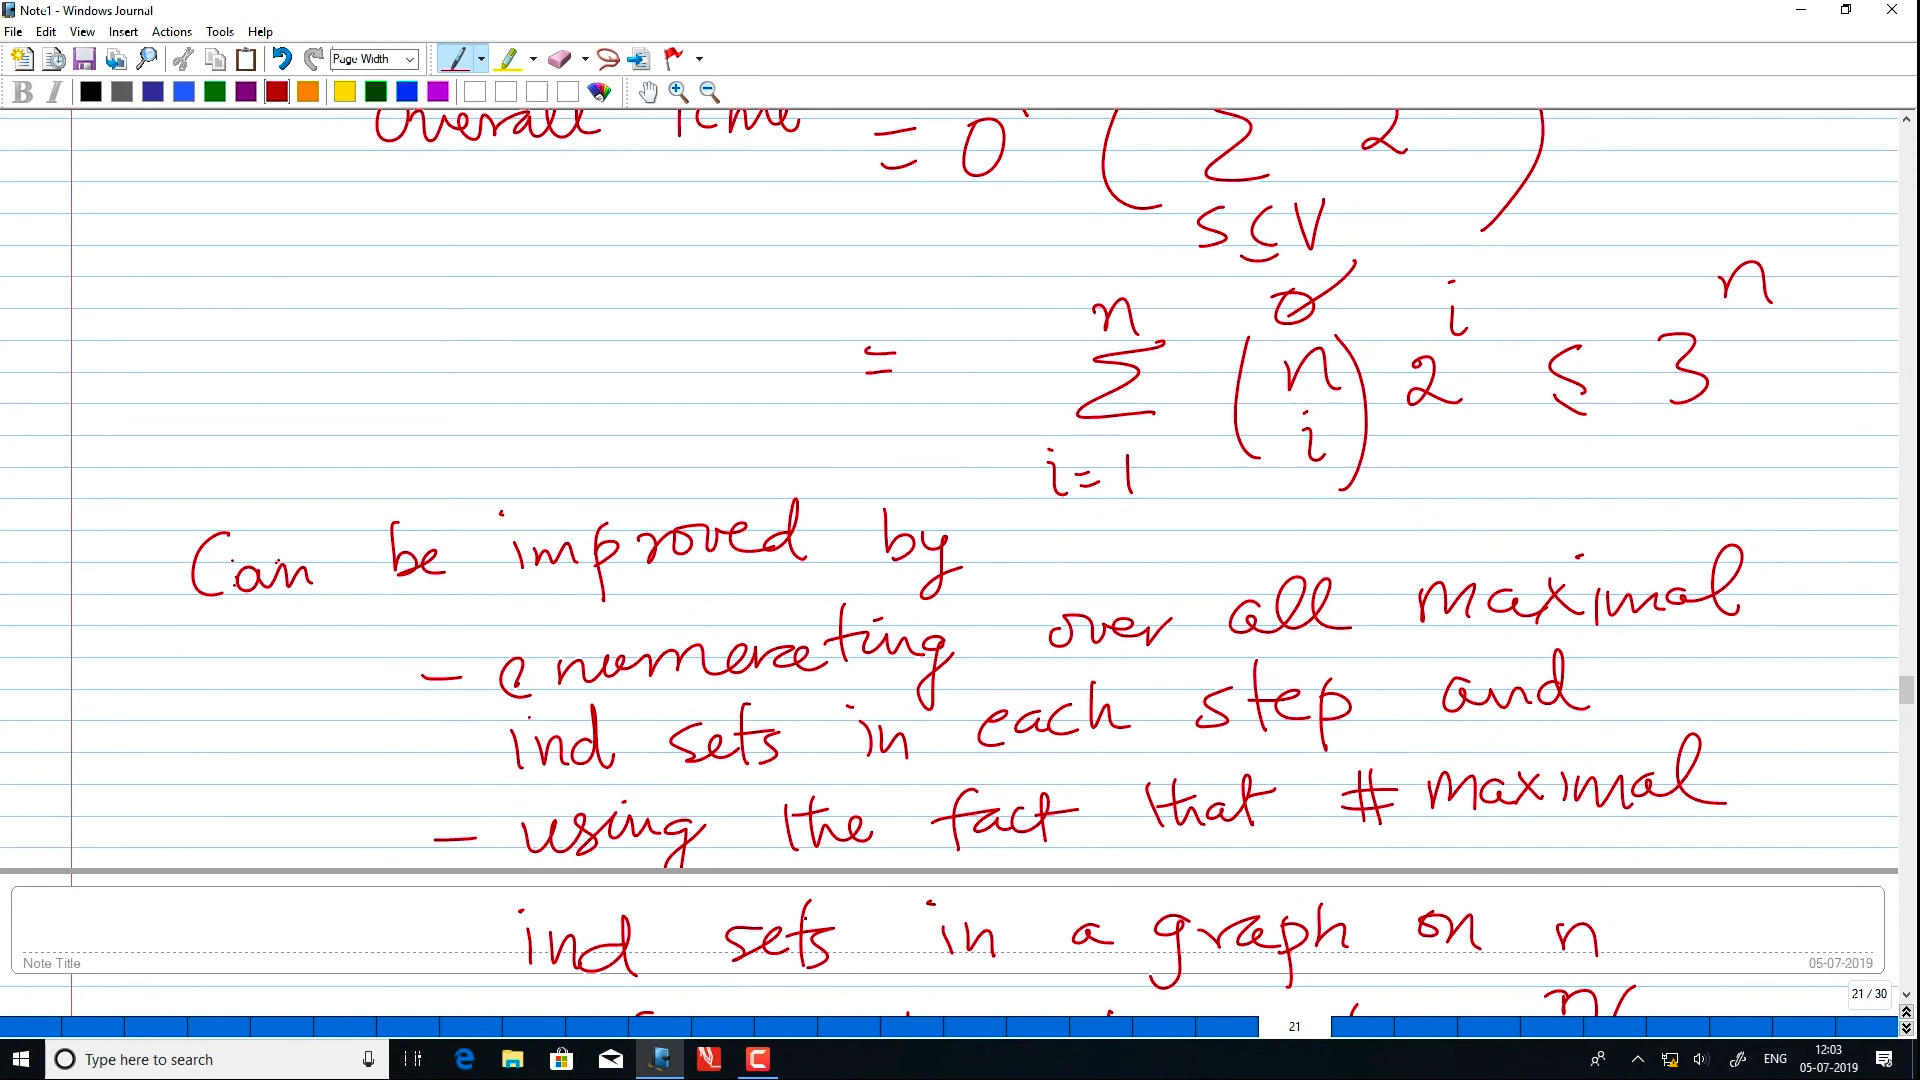 Note1 - Windows Journal
File Edit View Insert Actions Tools Help
Page Width
B I
Overall Time = O* ( Σ 2 )
S ⊆ V
= n Σ i=1 (n i) 2^i ≤ 3^n
Can be improved by
- enumerating over all maximal
ind sets in each step and
- using the fact that # maximal
ind sets in a graph on n
Note Title
05-07-2019
21 / 30
21
Type here to search
ENG
12:03
05-07-2019